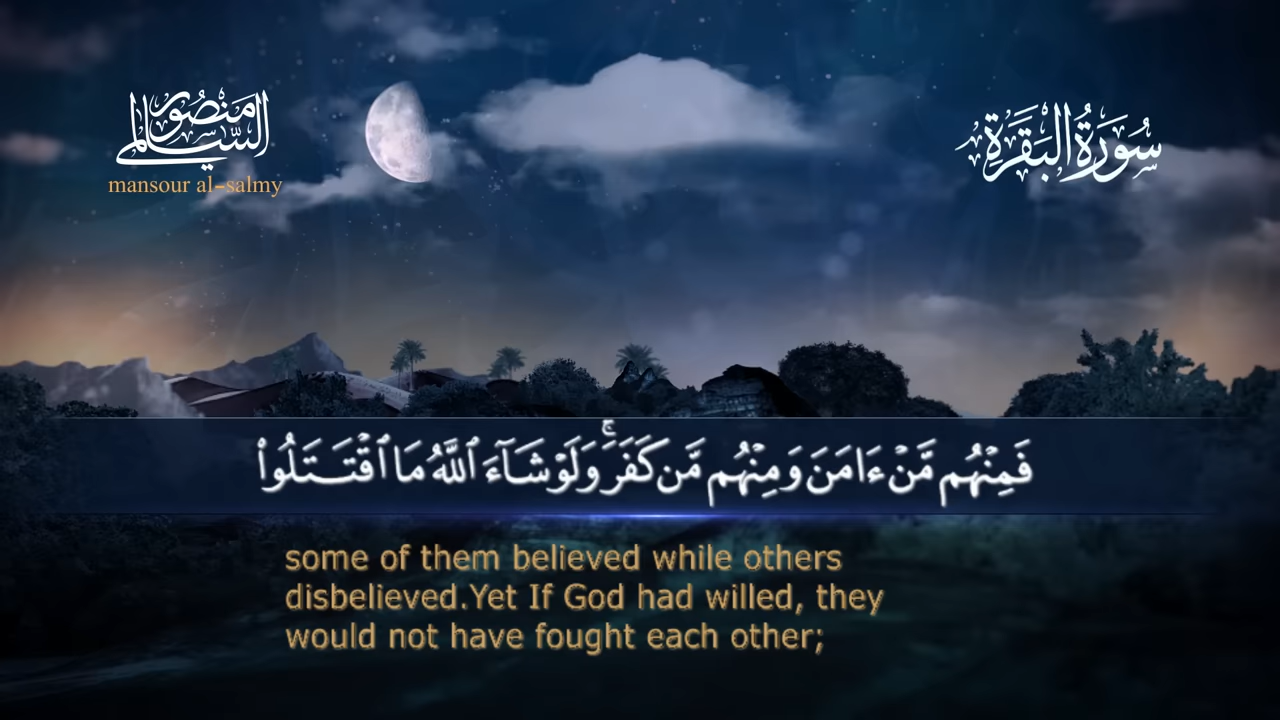 منصور السالمي
mansour al-salmy
سُورَةُ البَقَرَةِ
فَمِنْهُم مَّنْ ءَامَنَ وَمِنْهُم مَّن كَفَرَ ۚ وَلَوْ شَآءَ ٱللَّهُ مَا ٱقْتَتَلُوا۟
some of them believed while others
disbelieved.Yet If God had willed, they
would not have fought each other;